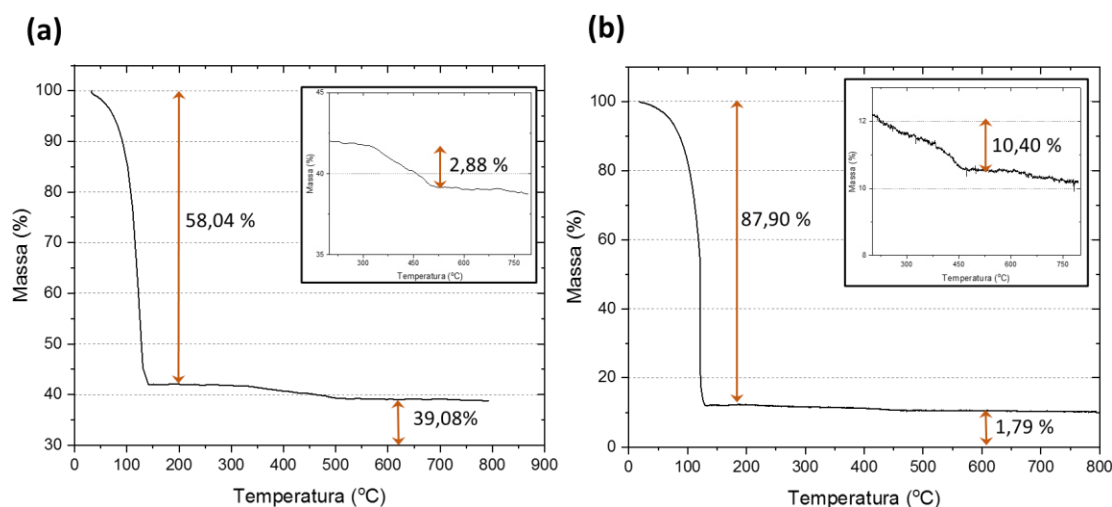 (a)
100
90
80
70
60
50
40
30
Massa (%)
0 100 200 300 400 500 600 700 800 900
Temperatura (°C)
58,04 %
39,08%
45
40
35
Massa (%)
300 450 600 750
Temperatura (°C)
2,88 %
(b)
100
80
60
40
20
0
Massa (%)
0 100 200 300 400 500 600 700 800
Temperatura (°C)
87,90 %
1,79 %
12
10
8
Massa (%)
300 450 600 750
Temperatura (°C)
10,40 %